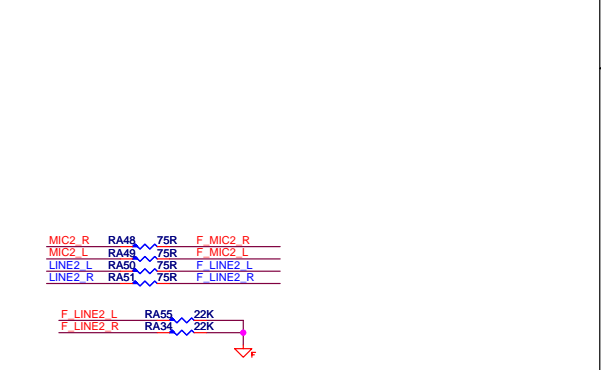 MIC2_R RA48 75R F_MIC2_R
MIC2_L RA49 75R F_MIC2_L
LINE2_L RA50 75R F_LINE2_L
LINE2_R RA51 75R F_LINE2_R
F_LINE2_L RA55 22K
F_LINE2_R RA34 22K
F